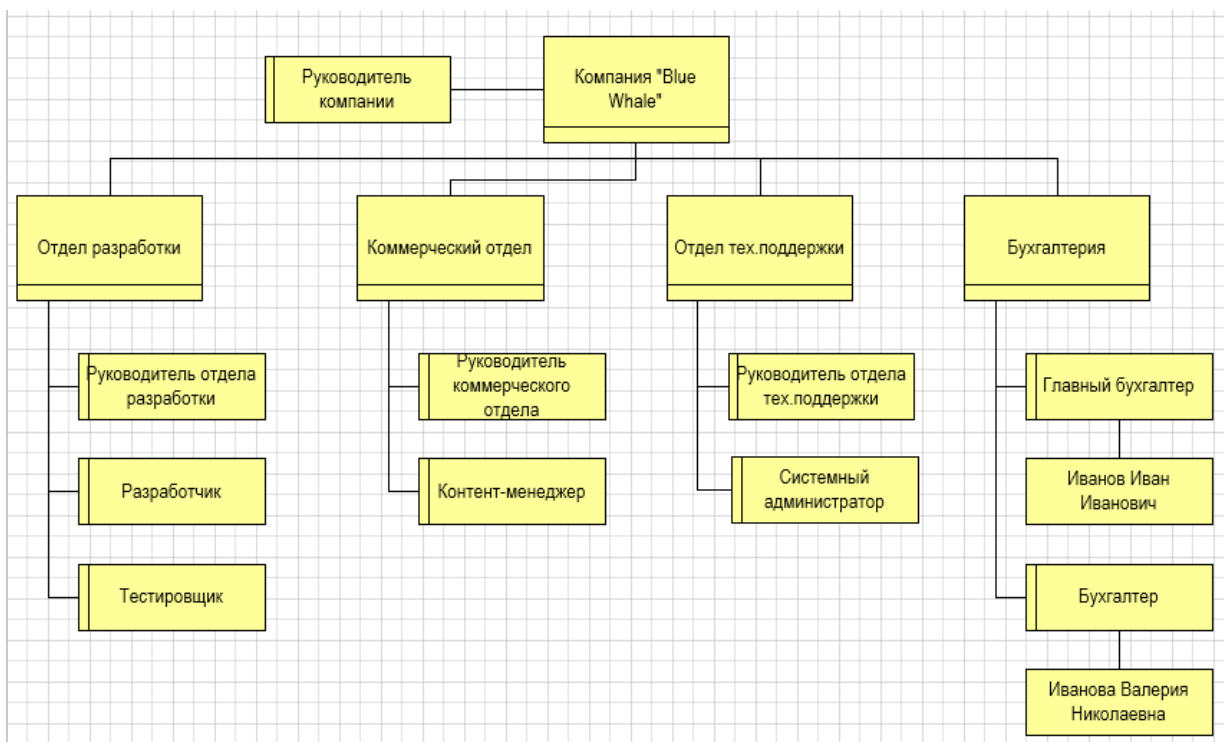 Руководитель
компании
Компания "Blue
Whale"
Отдел разработки
Коммерческий отдел
Отдел тех.поддержки
Бухгалтерия
Руководитель отдела
разработки
Разработчик
Тестировщик
Руководитель
коммерческого
отдела
Контент-менеджер
Руководитель отдела
тех.поддержки
Системный
администратор
Главный бухгалтер
Иванов Иван
Иванович
Бухгалтер
Иванова Валерия
Николаевна